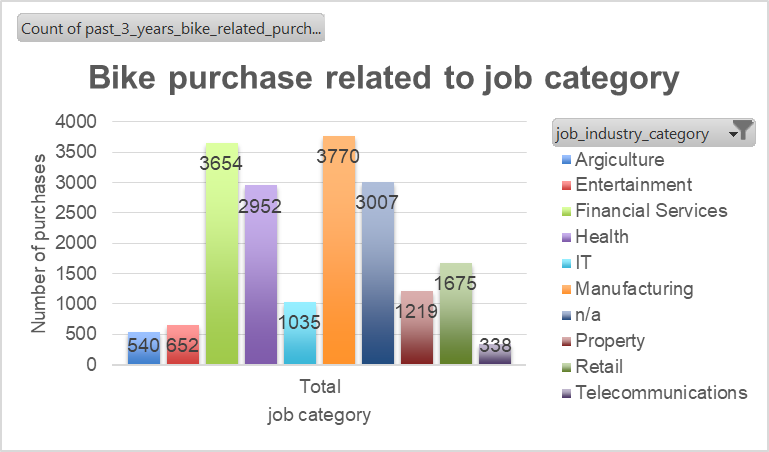 Count of past_3_years_bike_related_purch...
Bike purchase related to job category
Number of purchases
4000
3500
3000
2500
2000
1500
1000
500
0
540
652
3654
2952
1035
3770
3007
1219
1675
338
Total
job category
job_industry_category
Argiculture
Entertainment
Financial Services
Health
IT
Manufacturing
n/a
Property
Retail
Telecommunications